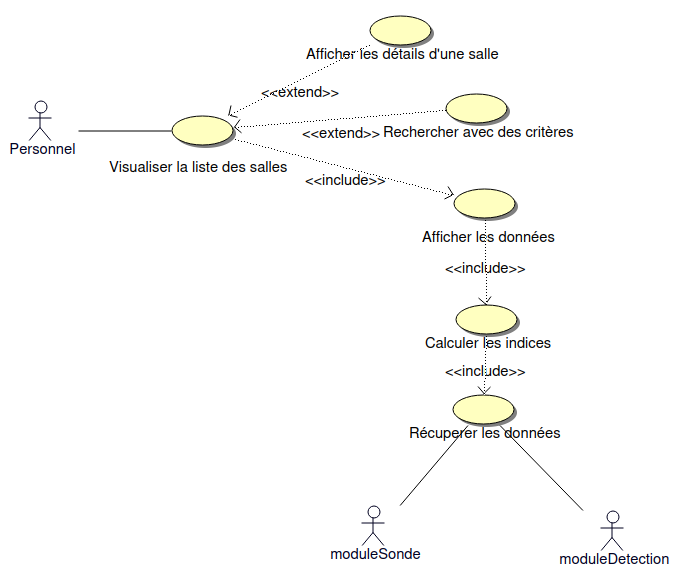 Afficher les détails d'une salle
<<extend>>
<<extend>> Rechercher avec des critères
Personnel
Visualiser la liste des salles
<<include>>
Afficher les données
<<include>>
Calculer les indices
<<include>>
Récuperer les données
moduleSonde
moduleDetection